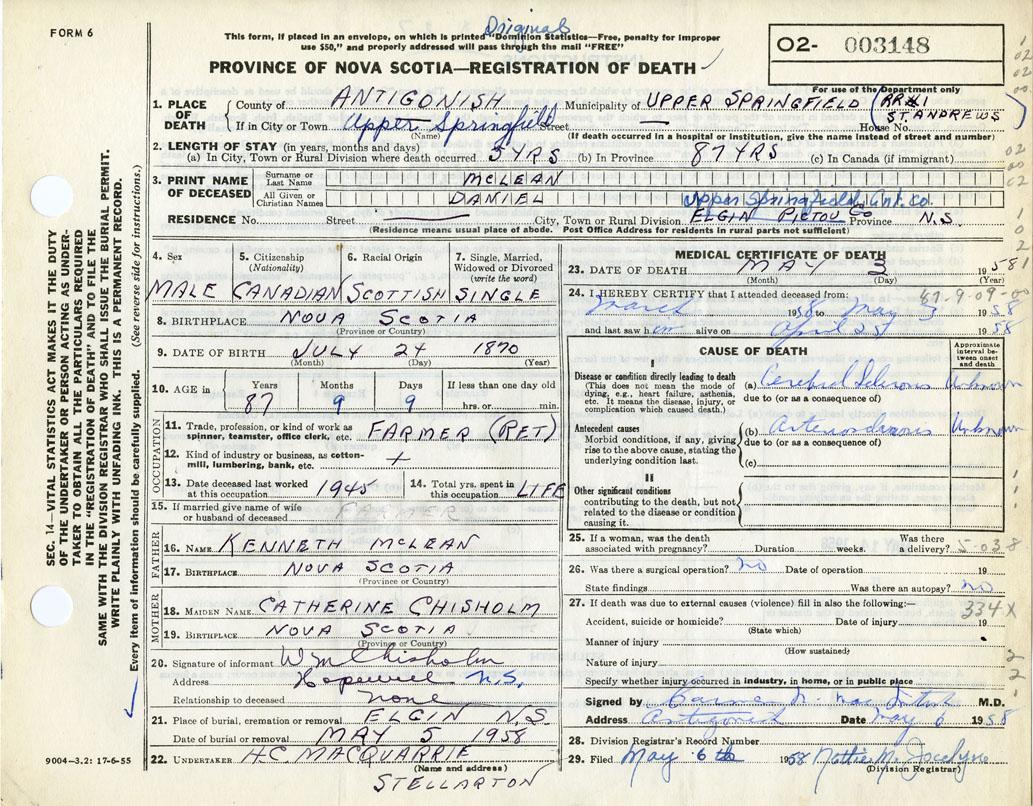 FORM 6
Original
This form, if placed in an envelope, on which is printed "Dominion Statistics—Free, penalty for improper
use $50," and properly addressed will pass through the mail "FREE"
PROVINCE OF NOVA SCOTIA—REGISTRATION OF DEATH
O2- 003148
For use of the Department only
1. PLACE OF DEATH { County of ANTIGONISH Municipality of UPPER SPRINGFIELD (RR#1
If in City or Town Upper Springfield Street House No. ST. ANDREWS
(Name) (If death occurred in a hospital or institution, give the name instead of street and number)
2. LENGTH OF STAY (in years, months and days)
(a) In City, Town or Rural Division where death occurred 5 YRS (b) In Province 87 YRS (c) In Canada (if immigrant)
3. PRINT NAME OF DECEASED { Surname or Last Name McLEAN
All Given or Christian Names DANIEL
Upper Springfield, Ant. Co.
RESIDENCE No. Street City, Town or Rural Division ELGIN PICTOU Co Province N.S.
(Residence means usual place of abode. Post Office Address for residents in rural parts not sufficient)
4. Sex 5. Citizenship (Nationality) 6. Racial Origin 7. Single, Married, Widowed or Divorced (write the word)
MALE CANADIAN SCOTTISH SINGLE
8. BIRTHPLACE NOVA SCOTIA
(Province or Country)
9. DATE OF BIRTH JULY 24 1870
(Month) (Day) (Year)
10. AGE in Years Months Days If less than one day old
87 9 9 hrs. or min.
OCCUPATION
11. Trade, profession, or kind of work as spinner, teamster, office clerk, etc. FARMER (RET)
12. Kind of industry or business, as cotton-mill, lumbering, bank, etc.
13. Date deceased last worked at this occupation 1945 14. Total yrs. spent in this occupation LIFE
15. If married give name of wife or husband of deceased
FATHER
16. NAME KENNETH McLEAN
17. BIRTHPLACE NOVA SCOTIA
(Province or Country)
MOTHER
18. MAIDEN NAME CATHERINE CHISHOLM
19. BIRTHPLACE NOVA SCOTIA
(Province or Country)
20. Signature of informant Wm Chisholm
Address Hopewell N.S.
Relationship to deceased None
21. Place of burial, cremation or removal ELGIN N.S.
Date of burial or removal MAY 5 1958
22. UNDERTAKER H.C. MACQUARRIE
(Name and address)
STELLARTON
MEDICAL CERTIFICATE OF DEATH
23. DATE OF DEATH MAY 3 1958
(Month) (Day) (Year)
87-9-09-00
24. I HEREBY CERTIFY that I attended deceased from:
March 1958 to May 3 1958
and last saw him alive on April 25 1958
CAUSE OF DEATH
Approximate interval between onset and death
I
Disease or condition directly leading to death (a) Cerebral Sclerosis Unknown
(This does not mean the mode of dying, e.g., heart failure, asthenia, etc. It means the disease, injury, or complication which caused death.)
due to (or as a consequence of)
Antecedent causes (b) Arteriosclerosis Unknown
Morbid conditions, if any, giving rise to the above cause, stating the underlying condition last.
due to (or as a consequence of)
(c)
II
Other significant conditions
contributing to the death, but not related to the disease or condition causing it.
25. If a woman, was the death associated with pregnancy? Duration weeks. Was there a delivery?
5-038
26. Was there a surgical operation? no Date of operation 19
State findings Was there an autopsy? no
27. If death was due to external causes (violence) fill in also the following:— 334X
Accident, suicide or homicide? Date of injury 19
(State which)
Manner of injury
(How sustained)
Nature of injury
Specify whether injury occurred in industry, in home, or in public place
Signed by M.D.
Address Antigonish Date May 6 1958
28. Division Registrar's Record Number
29. Filed May 6th 1958 Nettie M. Jocelyne
(Division Registrar)
SEC. 14—VITAL STATISTICS ACT MAKES IT THE DUTY
OF THE UNDERTAKER OR PERSON ACTING AS UNDER-
TAKER TO OBTAIN ALL THE PARTICULARS REQUIRED
IN THE "REGISTRATION OF DEATH" AND TO FILE THE
SAME WITH THE DIVISION REGISTRAR WHO SHALL ISSUE THE BURIAL PERMIT.
WRITE PLAINLY WITH UNFADING INK. THIS IS A PERMANENT RECORD.
Every item of information should be carefully supplied. (See reverse side for instructions.)
9004—3.2: 17-6-55